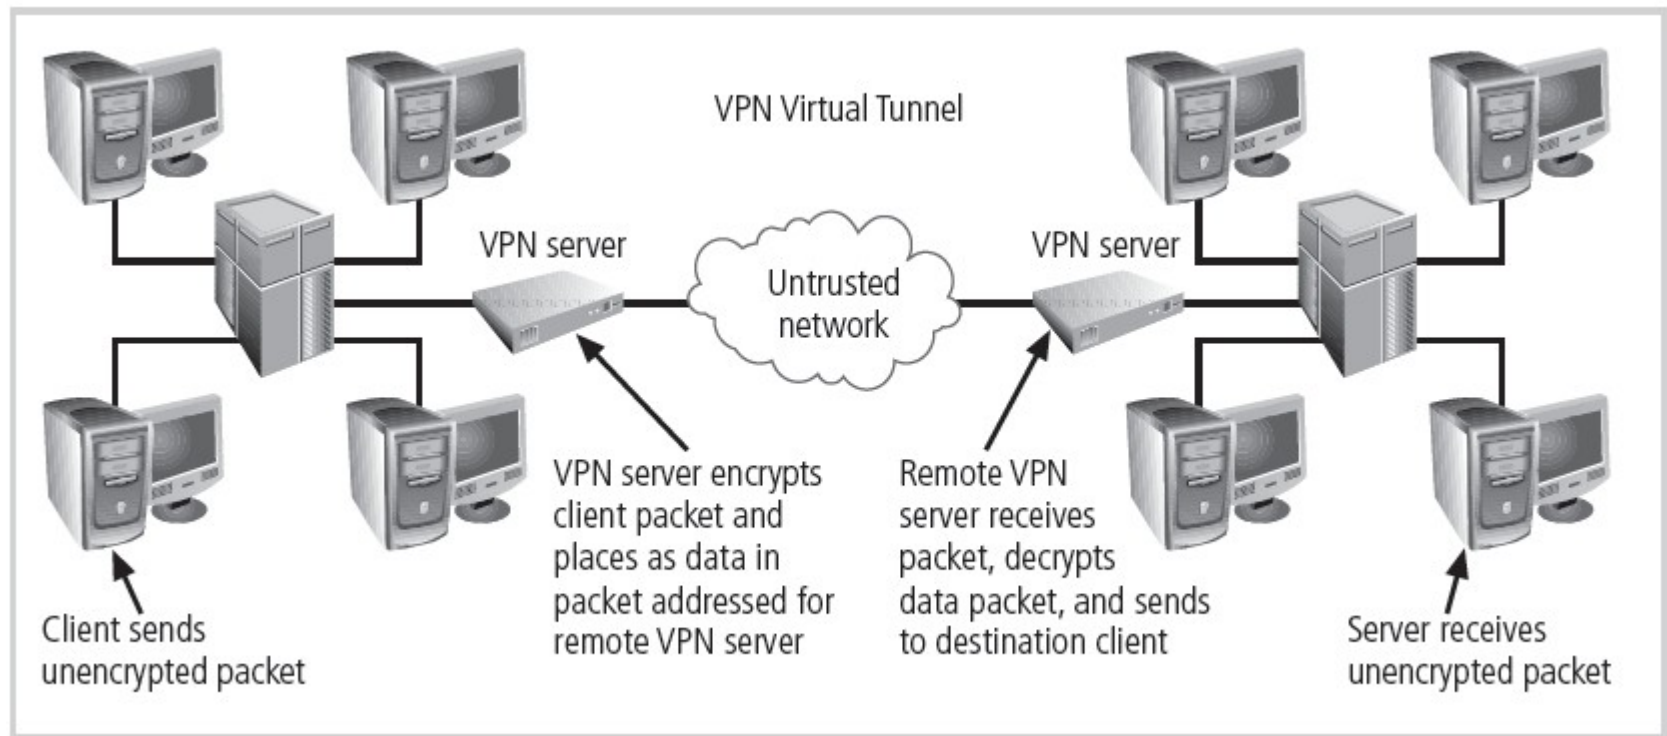 VPN Virtual Tunnel
VPN server
Untrusted
network
VPN server
VPN server encrypts
client packet and
places as data in
packet addressed for
remote VPN server
Remote VPN
server receives
packet, decrypts
data packet, and sends
to destination client
Client sends
unencrypted packet
Server receives
unencrypted packet